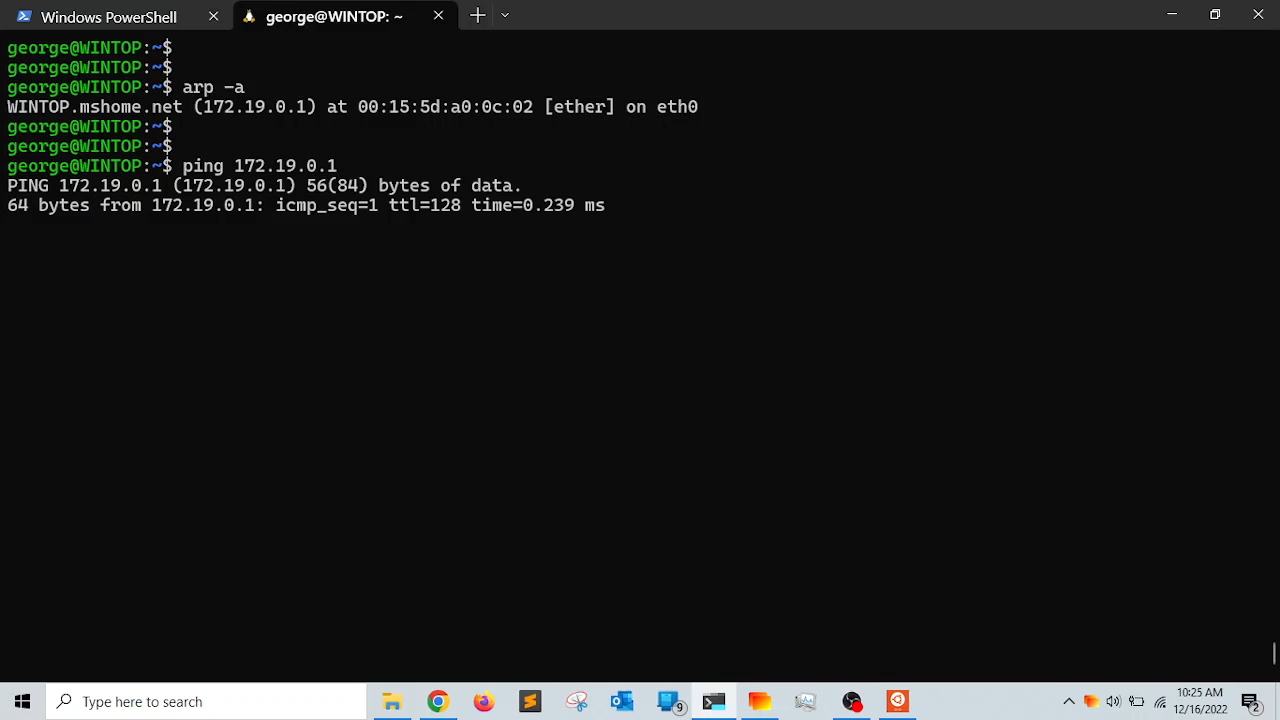 Windows PowerShell
george@WINTOP: ~
george@WINTOP:~$
george@WINTOP:~$
george@WINTOP:~$ arp -a
WINTOP.mshome.net (172.19.0.1) at 00:15:5d:a0:0c:02 [ether] on eth0
george@WINTOP:~$
george@WINTOP:~$
george@WINTOP:~$ ping 172.19.0.1
PING 172.19.0.1 (172.19.0.1) 56(84) bytes of data.
64 bytes from 172.19.0.1: icmp_seq=1 ttl=128 time=0.239 ms
Type here to search
9
10:25 AM
12/16/2022
2